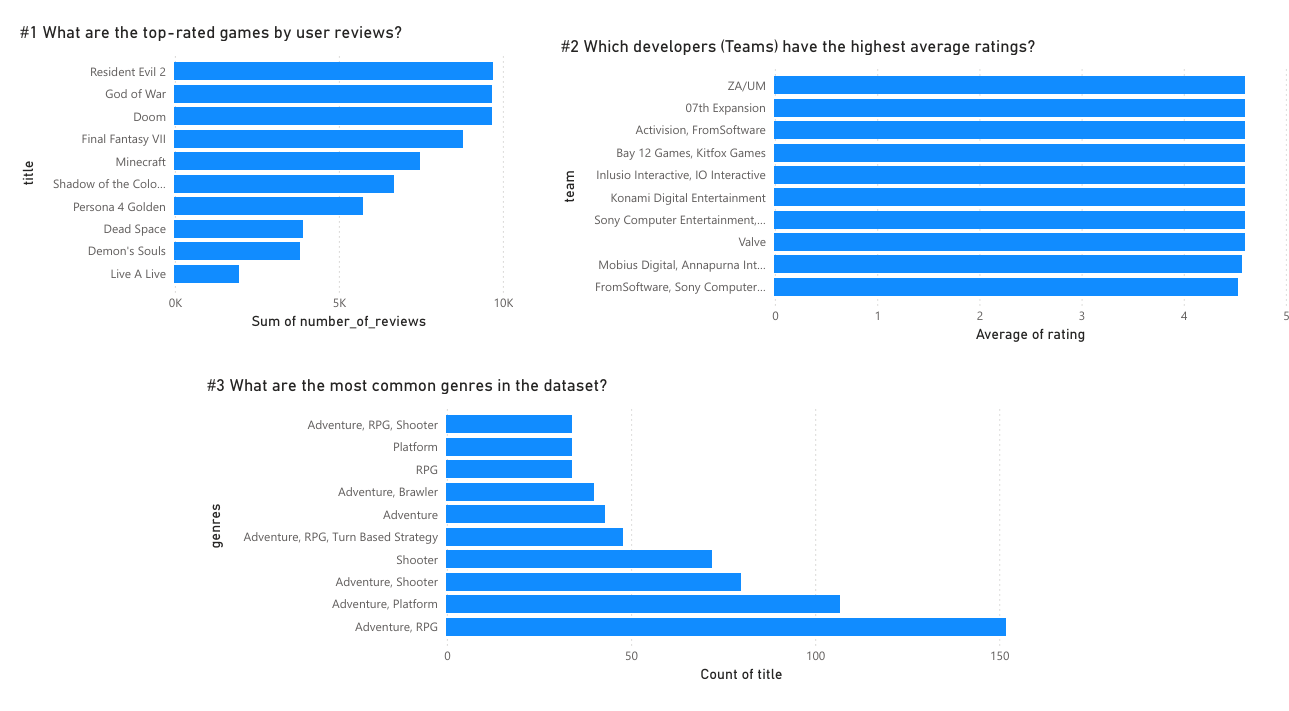 #1 What are the top-rated games by user reviews?
title
Resident Evil 2
God of War
Doom
Final Fantasy VII
Minecraft
Shadow of the Colo...
Persona 4 Golden
Dead Space
Demon's Souls
Live A Live
0K 5K 10K
Sum of number_of_reviews
#2 Which developers (Teams) have the highest average ratings?
team
ZA/UM
07th Expansion
Activision, FromSoftware
Bay 12 Games, Kitfox Games
Inlusio Interactive, IO Interactive
Konami Digital Entertainment
Sony Computer Entertainment,...
Valve
Mobius Digital, Annapurna Int...
FromSoftware, Sony Computer...
0 1 2 3 4 5
Average of rating
#3 What are the most common genres in the dataset?
genres
Adventure, RPG, Shooter
Platform
RPG
Adventure, Brawler
Adventure
Adventure, RPG, Turn Based Strategy
Shooter
Adventure, Shooter
Adventure, Platform
Adventure, RPG
0 50 100 150
Count of title